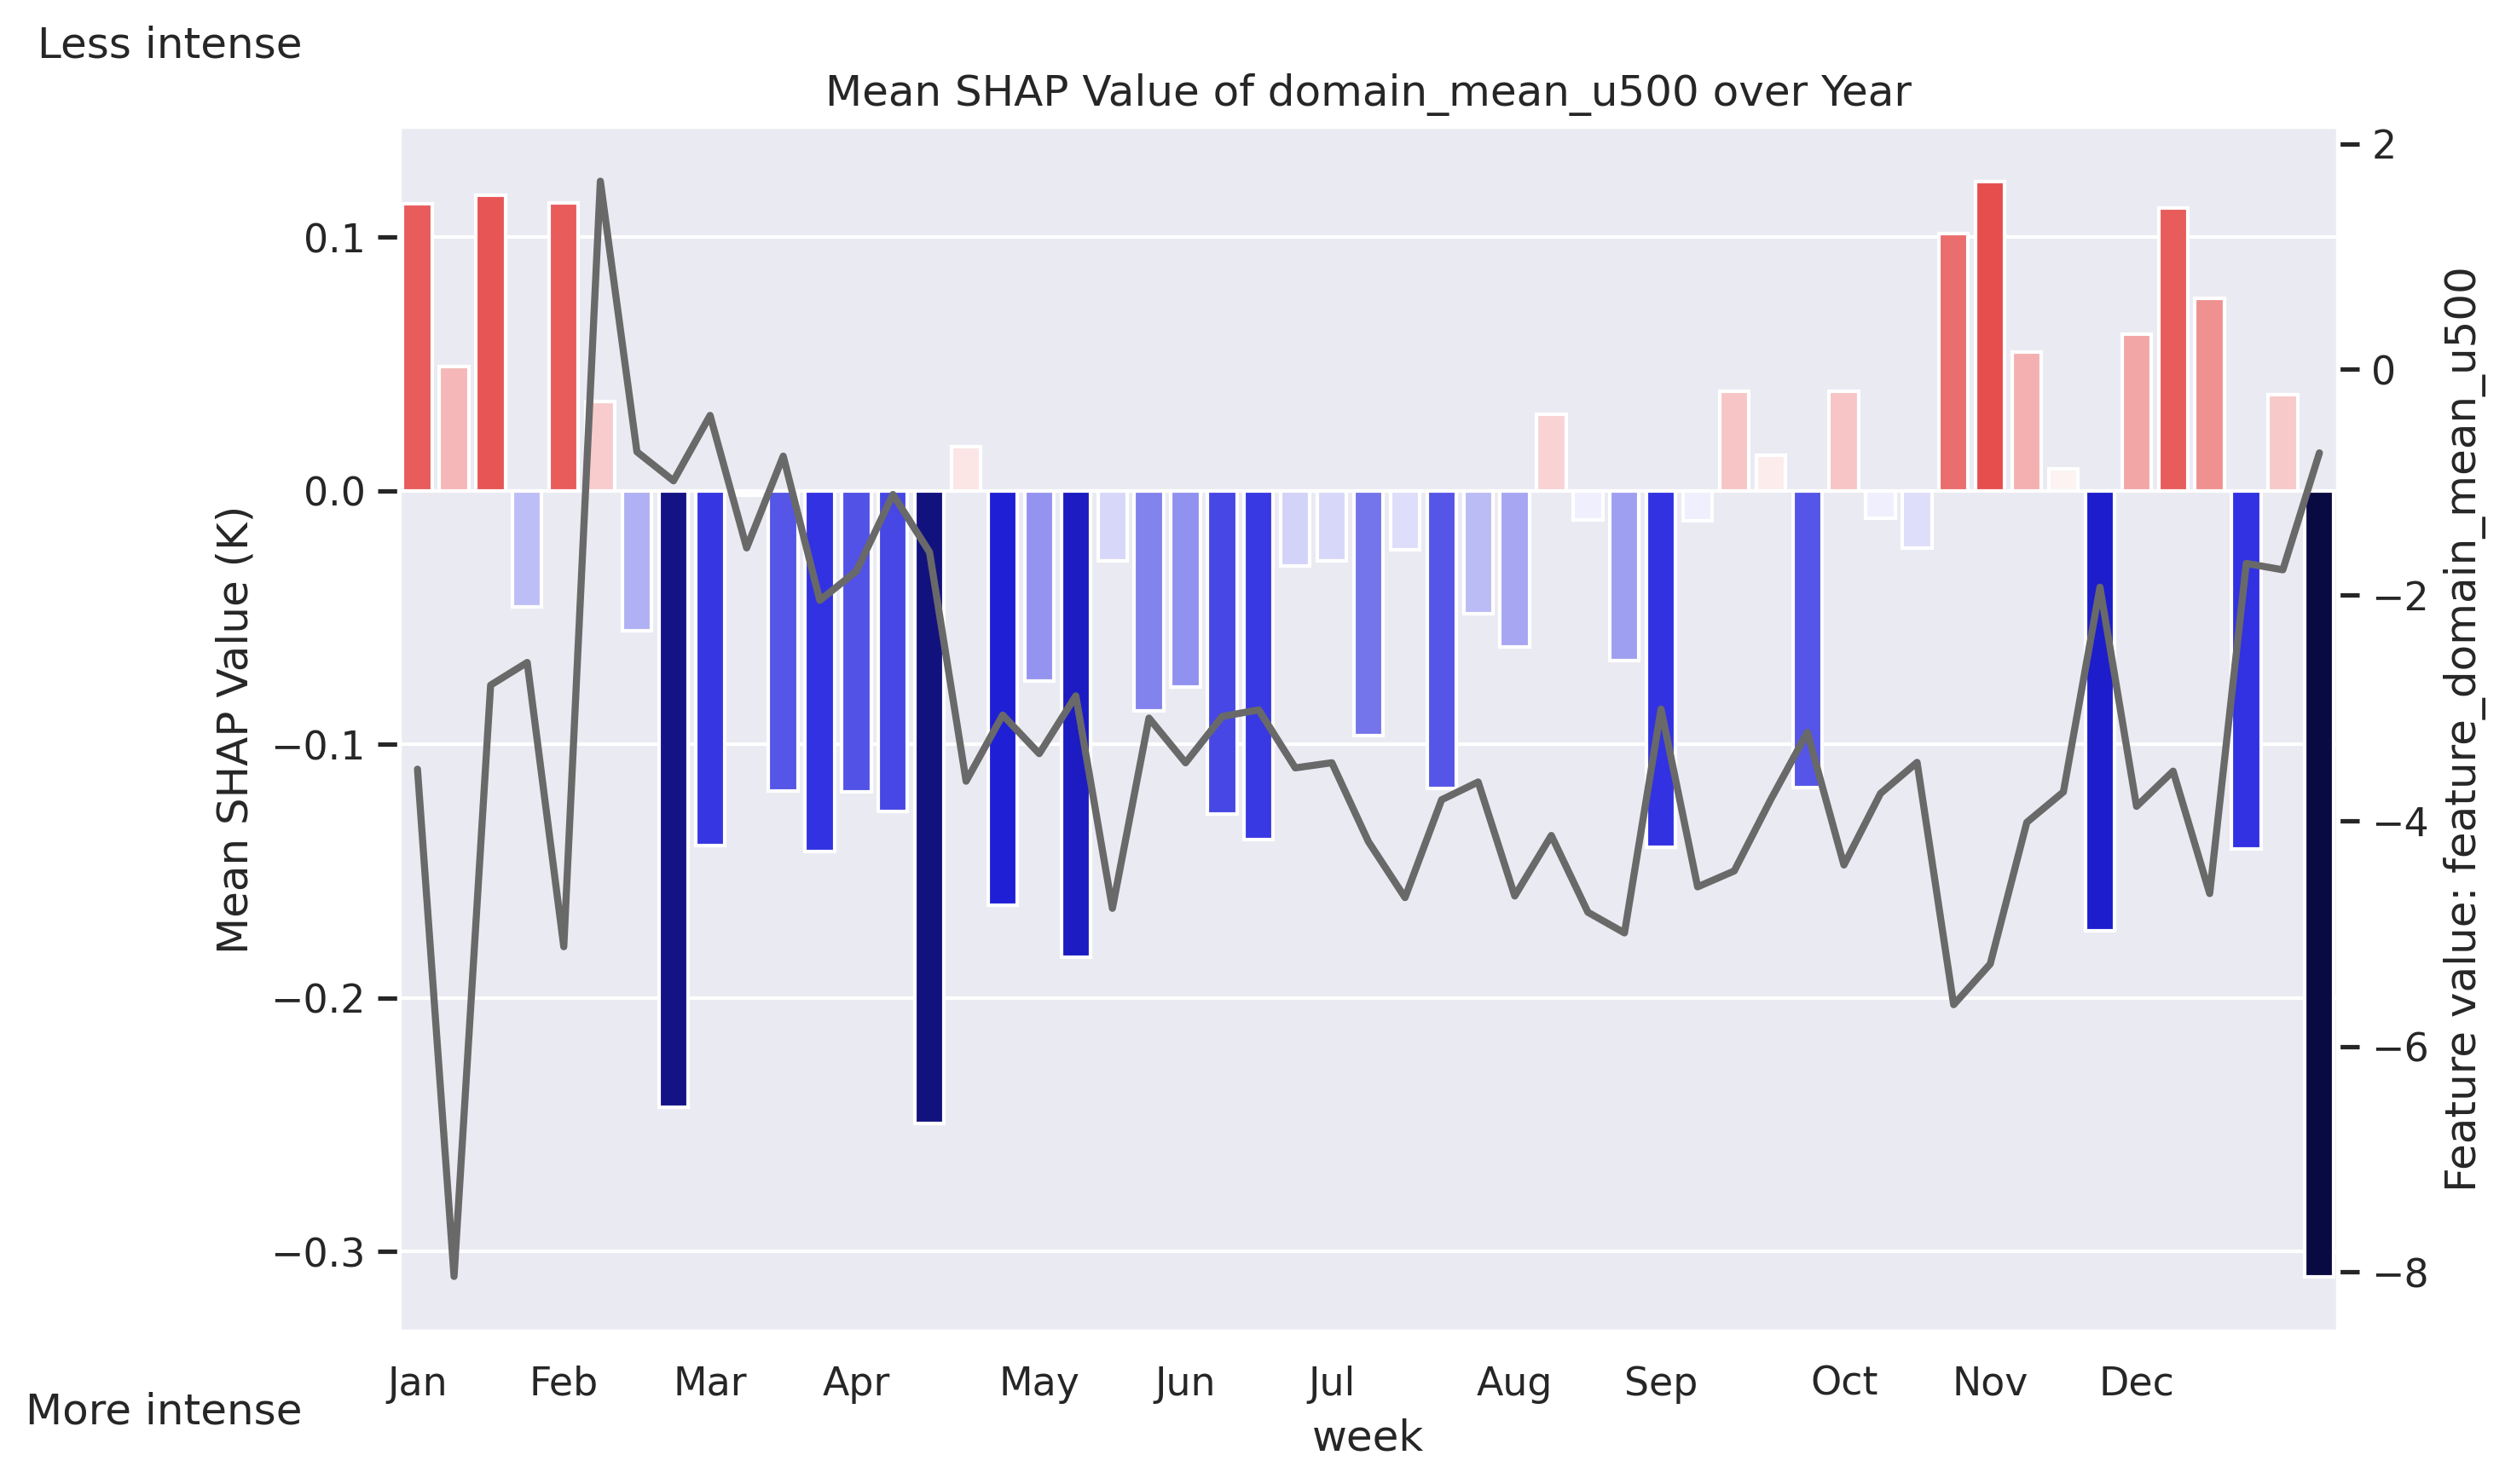 Less intense
Mean SHAP Value of domain_mean_u500 over Year
Mean SHAP Value (K)
0.1
0.0
−0.1
−0.2
−0.3
2
0
−2
−4
−6
−8
Feature value: feature_domain_mean_u500
Jan Feb Mar Apr May Jun Jul Aug Sep Oct Nov Dec
More intense
week